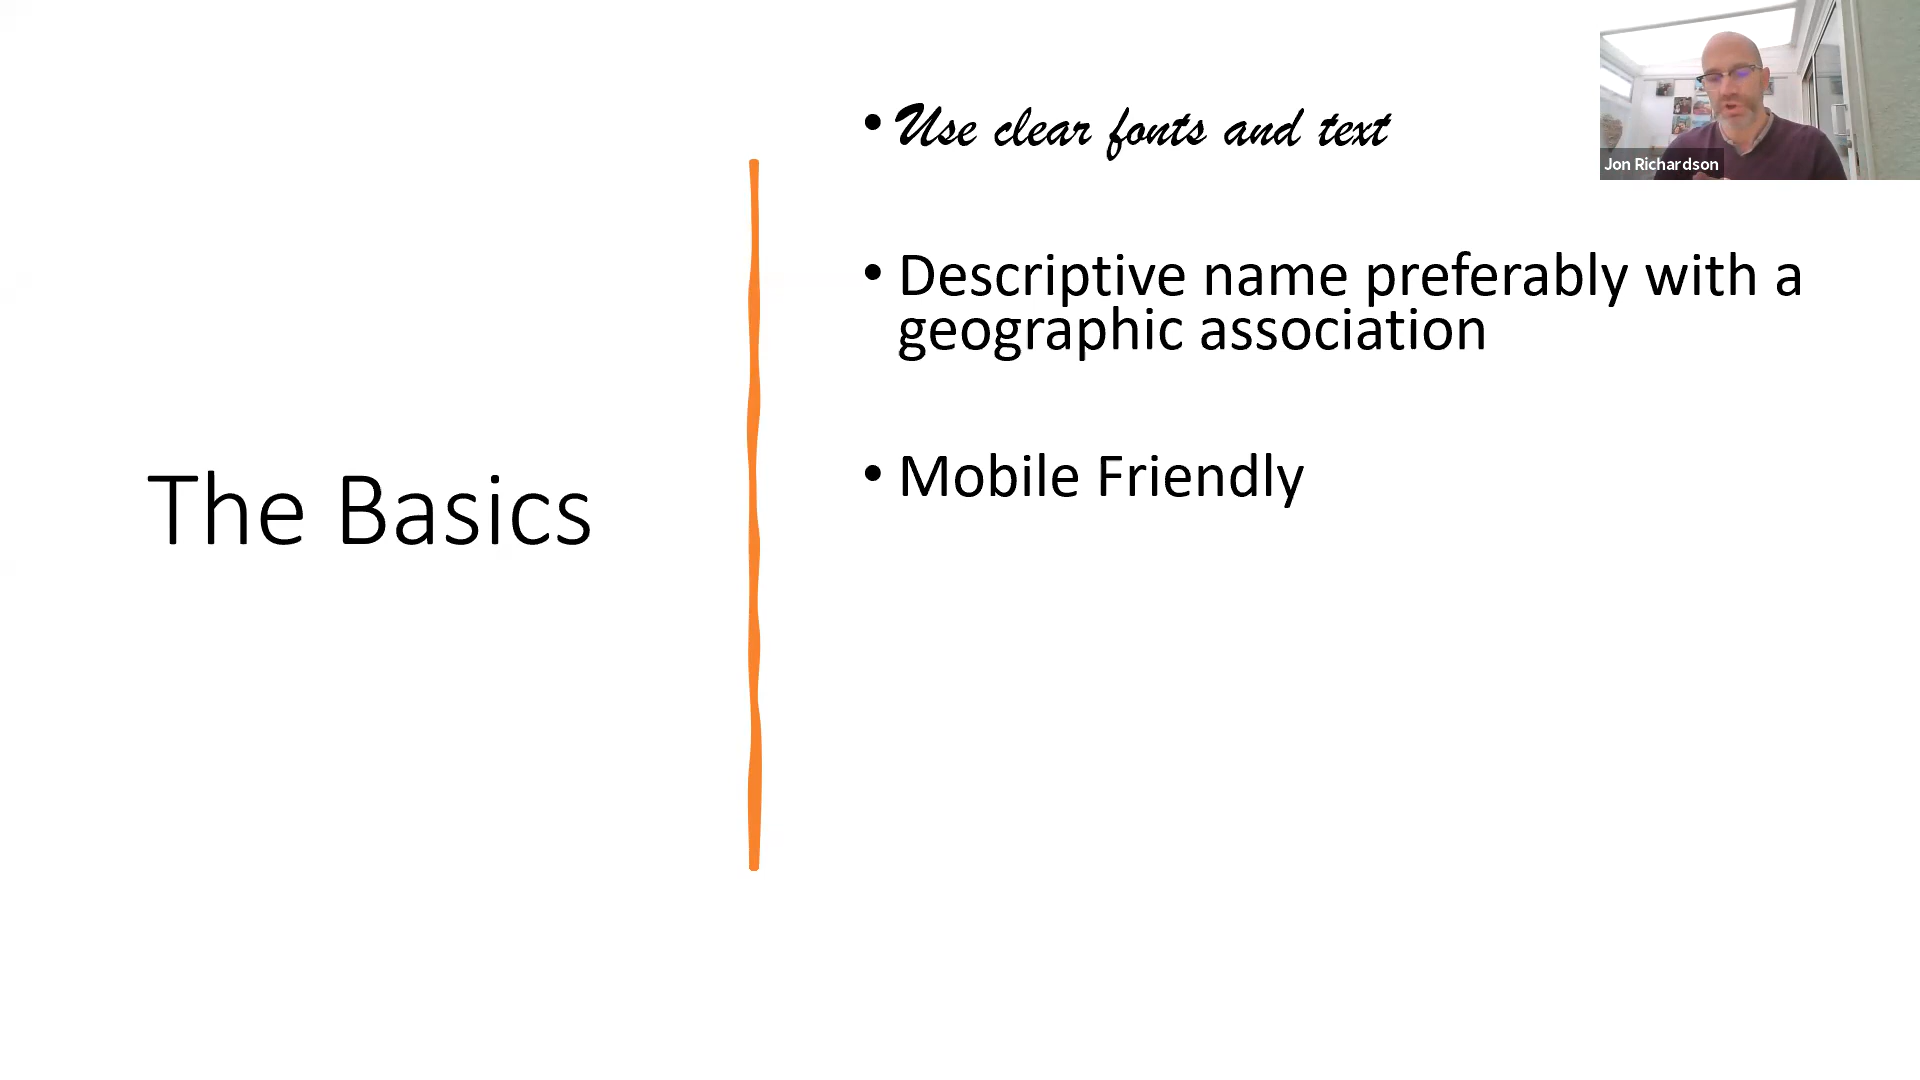 • Use clear fonts and text
Jon Richardson
• Descriptive name preferably with a
geographic association
The Basics
• Mobile Friendly